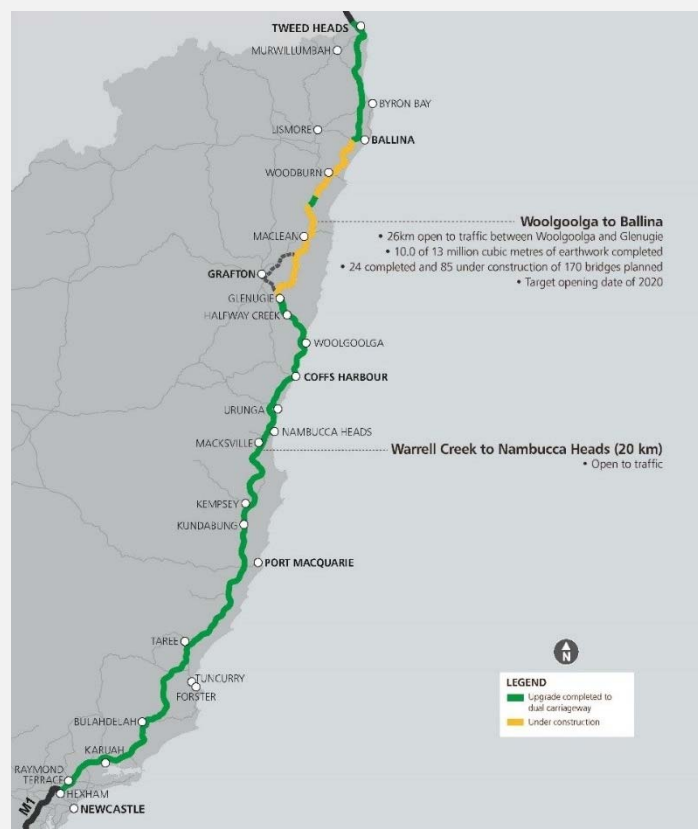 TWEED HEADS
MURWILLUMBAH
BYRON BAY
LISMORE
BALLINA
WOODBURN
Woolgoolga to Ballina
• 26km open to traffic between Woolgoolga and Glenugie
• 10.0 of 13 million cubic metres of earthwork completed
• 24 completed and 85 under construction of 170 bridges planned
• Target opening date of 2020
MACLEAN
GRAFTON
GLENUGIE
HALFWAY CREEK
WOOLGOOLGA
COFFS HARBOUR
URUNGA
NAMBUCCA HEADS
MACKSVILLE
Warrell Creek to Nambucca Heads (20 km)
• Open to traffic
KEMPSEY
KUNDABUNG
PORT MACQUARIE
TAREE
TUNCURRY
FORSTER
N
LEGEND
Upgrade completed to
dual carriageway
Under construction
BULAHDELAH
KARUAH
RAYMOND
TERRACE
HEXHAM
M1
NEWCASTLE